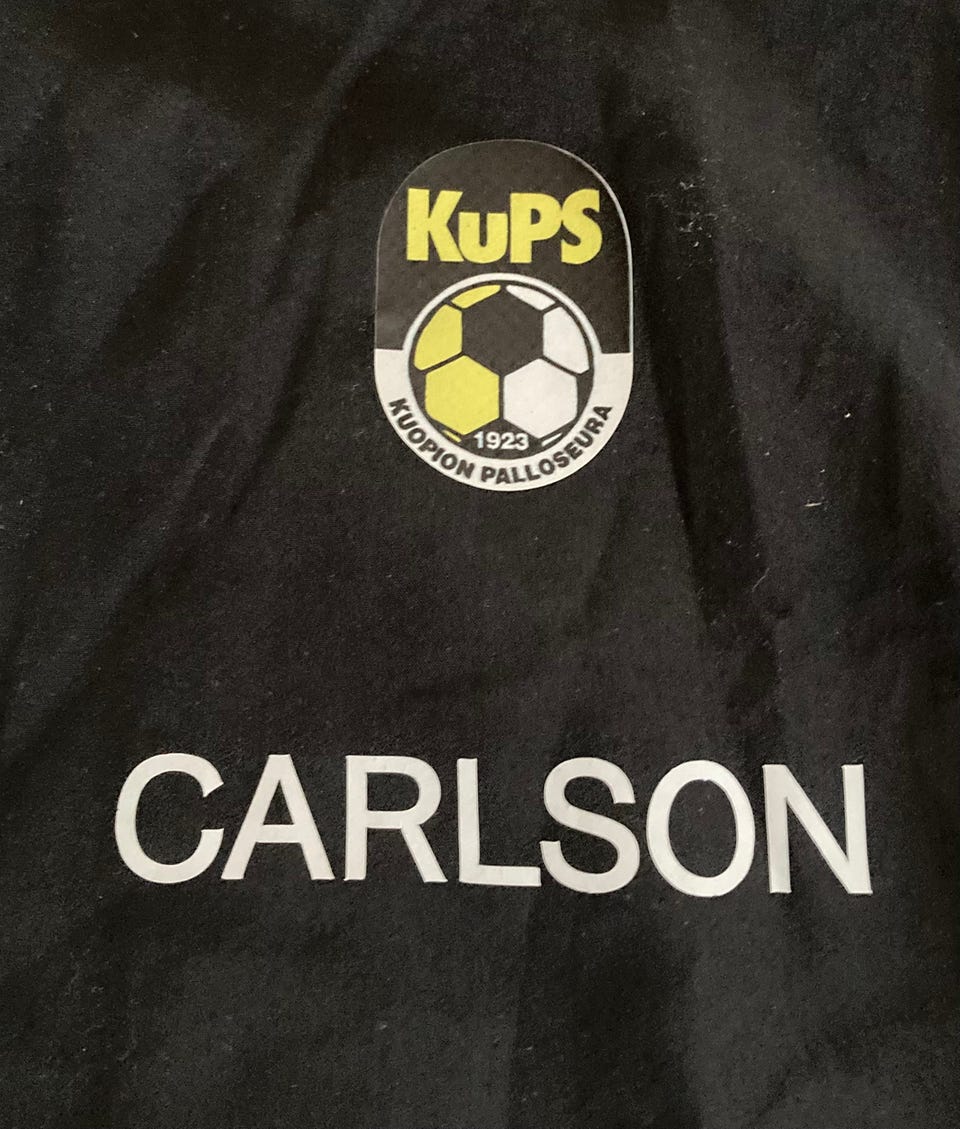 KuPS
1923
KUOPION PALLOSEURA
CARLSON